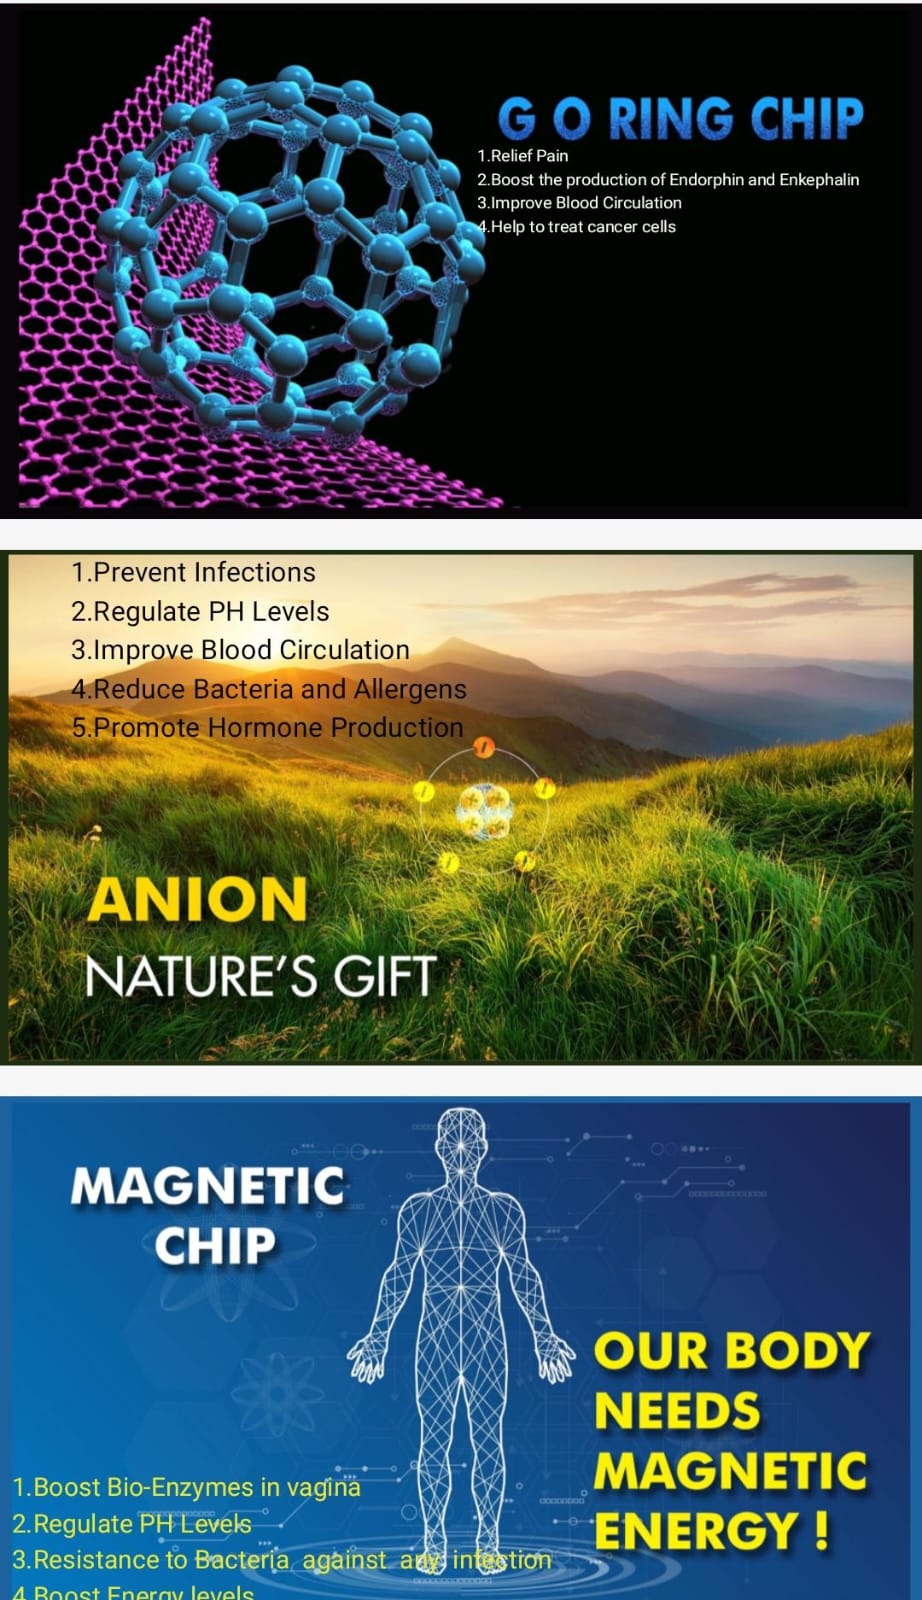 G O RING CHIP
1.Relief Pain
2.Boost the production of Endorphin and Enkephalin
3.Improve Blood Circulation
4.Help to treat cancer cells
1.Prevent Infections
2.Regulate PH Levels
3.Improve Blood Circulation
4.Reduce Bacteria and Allergens
5.Promote Hormone Production
ANION
NATURE'S GIFT
MAGNETIC
CHIP
OUR BODY
NEEDS
MAGNETIC
ENERGY !
1.Boost Bio-Enzymes in vagina
2.Regulate PH Levels
3.Resistance to Bacteria against any infection
4.Boost Energy levels